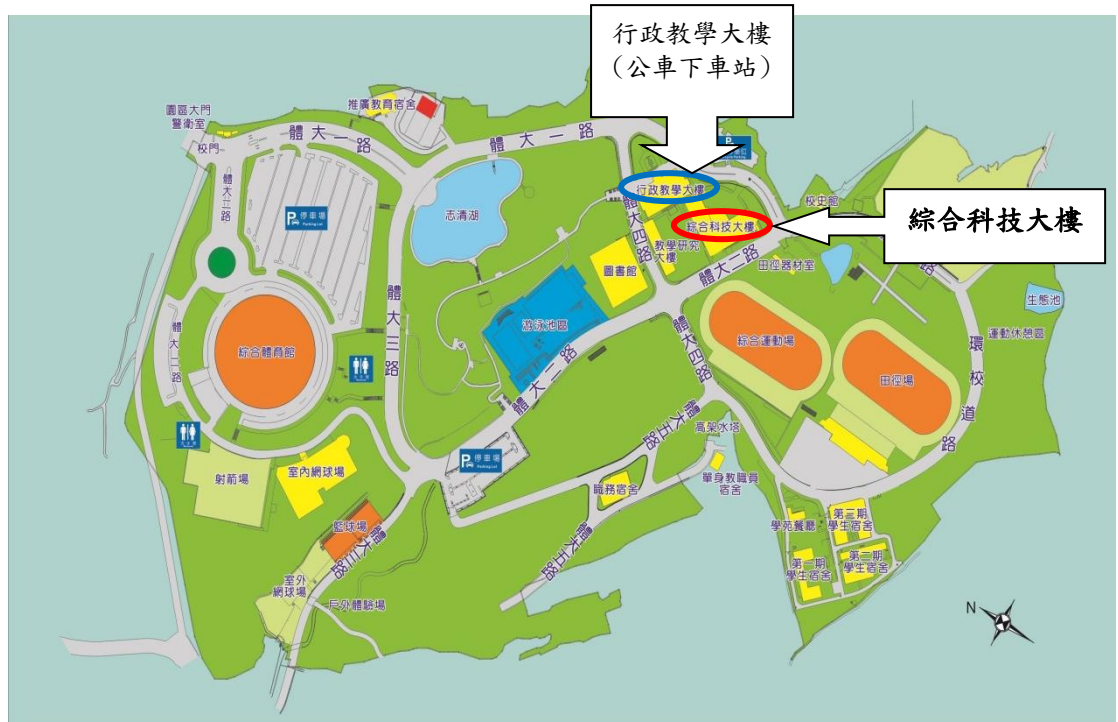 行政教學大樓
(公車下車站)
綜合科技大樓
園區大門
警衛室
校門
推廣教育宿舍
體大一路
體大一路
體大二路
P 停車場
Parking Lot
志清湖
行政教學大樓
綜合科技大樓
教學研究
大樓
體大四路
圖書館
體大二路
校史館
路
田徑器材室
生態池
運動休憩區
體大三路
游泳池區
綜合運動場
田徑場
環校道路
綜合體育館
體大二路
體大二路
體大四路
體大五路
高架水塔
P 停車場
Parking Lot
射箭場
室內網球場
職務宿舍
單身教職員
宿舍
籃球場
體大三路
體大五路
學苑餐廳
第三期
學生宿舍
第一期
學生宿舍
第二期
學生宿舍
室外
網球場
戶外體驗場
N